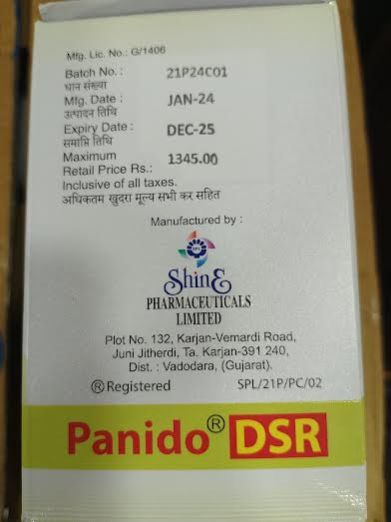 Mfg. Lic. No.: G/1406
Batch No. : 21P24C01
घान संख्या
Mfg. Date : JAN-24
उत्पादन तिथि
Expiry Date : DEC-25
समाप्ति तिथि
Maximum 1345.00
Retail Price Rs.:
Inclusive of all taxes.
अधिकतम खुदरा मूल्य सभी कर सहित
Manufactured by :
ShinE
PHARMACEUTICALS
LIMITED
Plot No. 132, Karjan-Vemardi Road,
Juni Jitherdi, Ta. Karjan-391 240,
Dist. : Vadodara, (Gujarat).
® Registered SPL/21P/PC/02
Panido® DSR